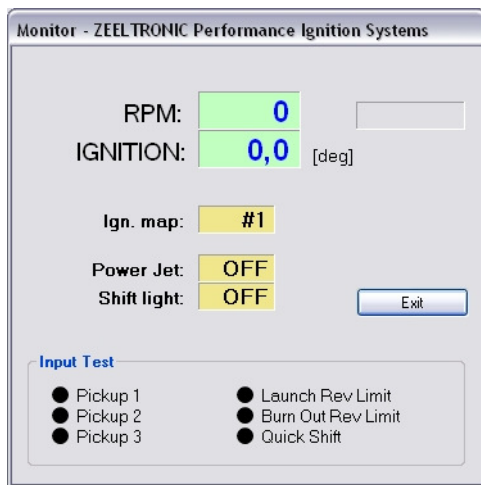 Monitor - ZEELTRONIC Performance Ignition Systems
RPM: 0
IGNITION: 0,0 [deg]
Ign. map: #1
Power Jet: OFF
Shift light: OFF
Exit
Input Test
Pickup 1 Launch Rev Limit
Pickup 2 Burn Out Rev Limit
Pickup 3 Quick Shift